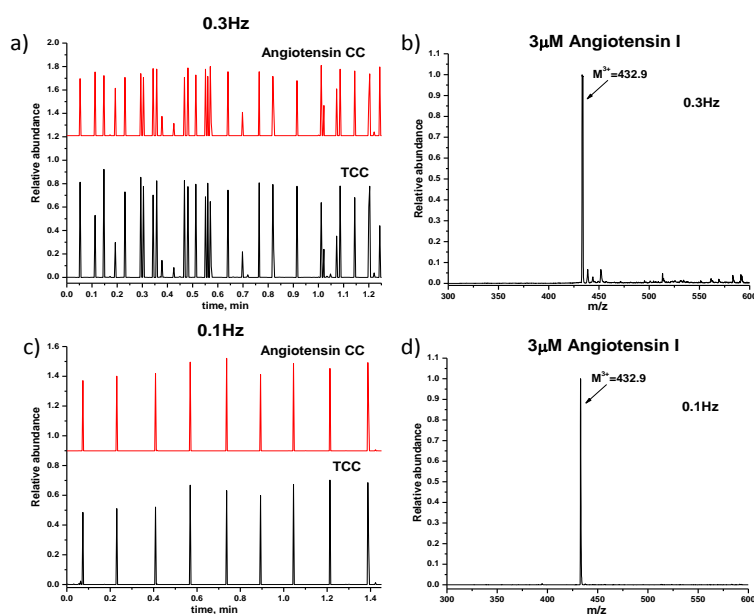 a)
0.3Hz
Angiotensin CC
TCC
Relative abundance
Relative abundance
1.8
1.6
1.4
1.2
1.0
0.8
0.6
0.4
0.2
0.0
0.0 0.1 0.2 0.3 0.4 0.5 0.6 0.7 0.8 0.9 1.0 1.1 1.2
time, min
b)
3μM Angiotensin I
M3+=432.9
0.3Hz
Relative abundance
1.1
1.0
0.9
0.8
0.7
0.6
0.5
0.4
0.3
0.2
0.1
0.0
300 350 400 450 500 550 600
m/z
c)
0.1Hz
Angiotensin CC
TCC
Relative abundance
Relative abundance
1.6
1.4
1.2
1.0
0.8
0.6
0.4
0.2
0.0
0.0 0.2 0.4 0.6 0.8 1.0 1.2 1.4
time, min
d)
3μM Angiotensin I
M3+=432.9
0.1Hz
Relative abundance
1.1
1.0
0.9
0.8
0.7
0.6
0.5
0.4
0.3
0.2
0.1
0.0
300 350 400 450 500 550 600
m/z